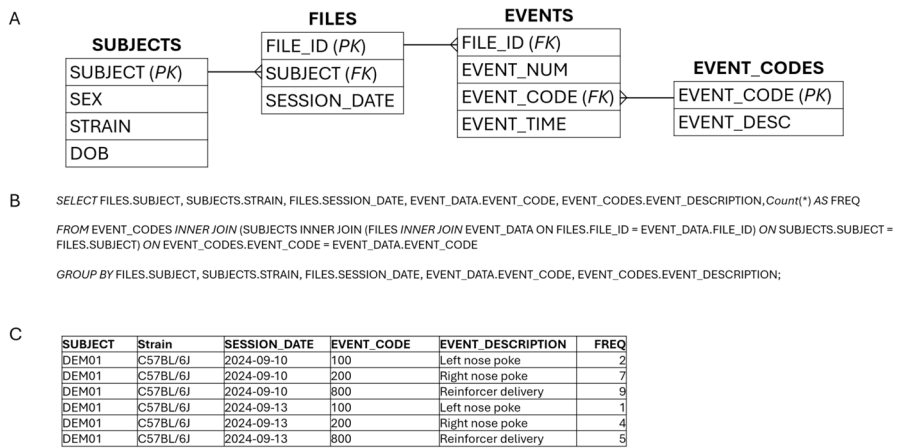 A
SUBJECTS
SUBJECT (PK)
SEX
STRAIN
DOB
FILES
FILE_ID (PK)
SUBJECT (FK)
SESSION_DATE
EVENTS
FILE_ID (FK)
EVENT_NUM
EVENT_CODE (FK)
EVENT_TIME
EVENT_CODES
EVENT_CODE (PK)
EVENT_DESC
B
SELECT FILES.SUBJECT, SUBJECTS.STRAIN, FILES.SESSION_DATE, EVENT_DATA.EVENT_CODE, EVENT_CODES.EVENT_DESCRIPTION,Count(*) AS FREQ
FROM EVENT_CODES INNER JOIN (SUBJECTS INNER JOIN (FILES INNER JOIN EVENT_DATA ON FILES.FILE_ID = EVENT_DATA.FILE_ID) ON SUBJECTS.SUBJECT =
FILES.SUBJECT) ON EVENT_CODES.EVENT_CODE = EVENT_DATA.EVENT_CODE
GROUP BY FILES.SUBJECT, SUBJECTS.STRAIN, FILES.SESSION_DATE, EVENT_DATA.EVENT_CODE, EVENT_CODES.EVENT_DESCRIPTION;
C
SUBJECT Strain SESSION_DATE EVENT_CODE EVENT_DESCRIPTION FREQ
DEM01 C57BL/6J 2024-09-10 100 Left nose poke 2
DEM01 C57BL/6J 2024-09-10 200 Right nose poke 7
DEM01 C57BL/6J 2024-09-10 800 Reinforcer delivery 9
DEM01 C57BL/6J 2024-09-13 100 Left nose poke 1
DEM01 C57BL/6J 2024-09-13 200 Right nose poke 4
DEM01 C57BL/6J 2024-09-13 800 Reinforcer delivery 5